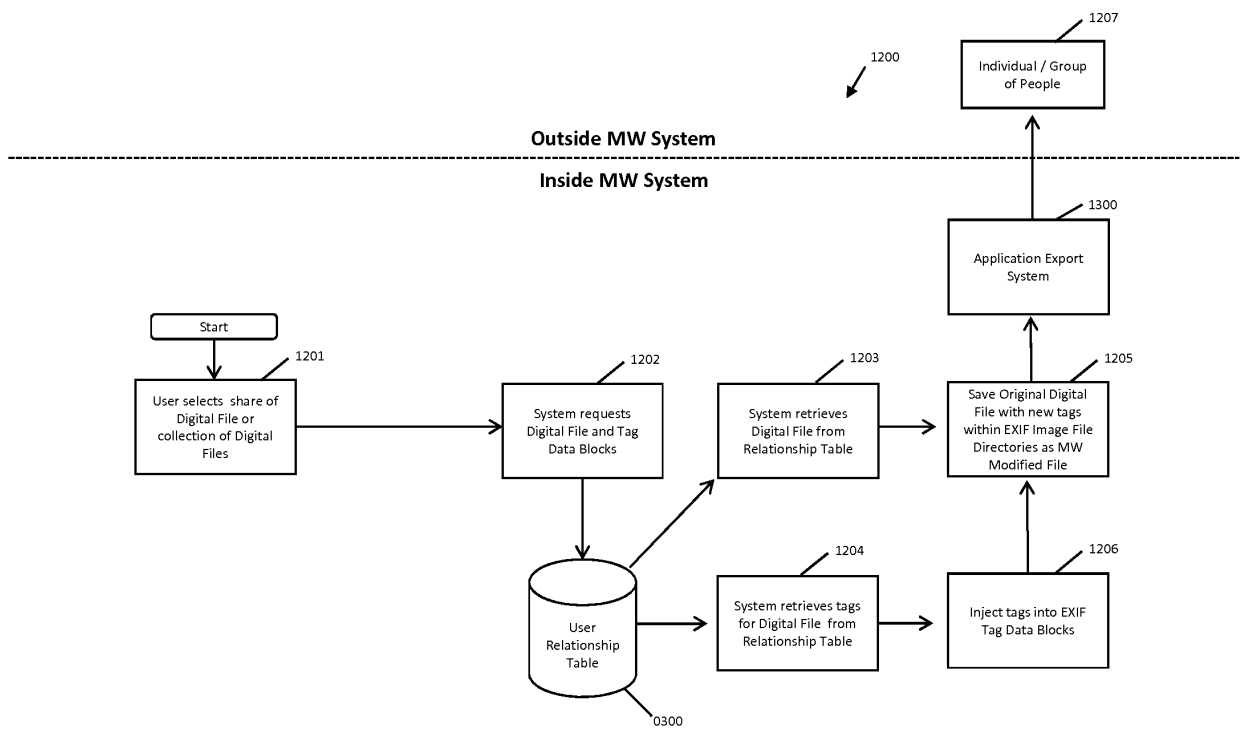 1207
Individual / Group
of People
1200
Outside MW System
Inside MW System
1300
Application Export
System
Start
1201
User selects share of
Digital File or
collection of Digital
Files
1202
System requests
Digital File and Tag
Data Blocks
1203
System retrieves
Digital File from
Relationship Table
1205
Save Original Digital
File with new tags
within EXIF Image File
Directories as MW
Modified File
User
Relationship
Table
0300
1204
System retrieves tags
for Digital File from
Relationship Table
1206
Inject tags into EXIF
Tag Data Blocks